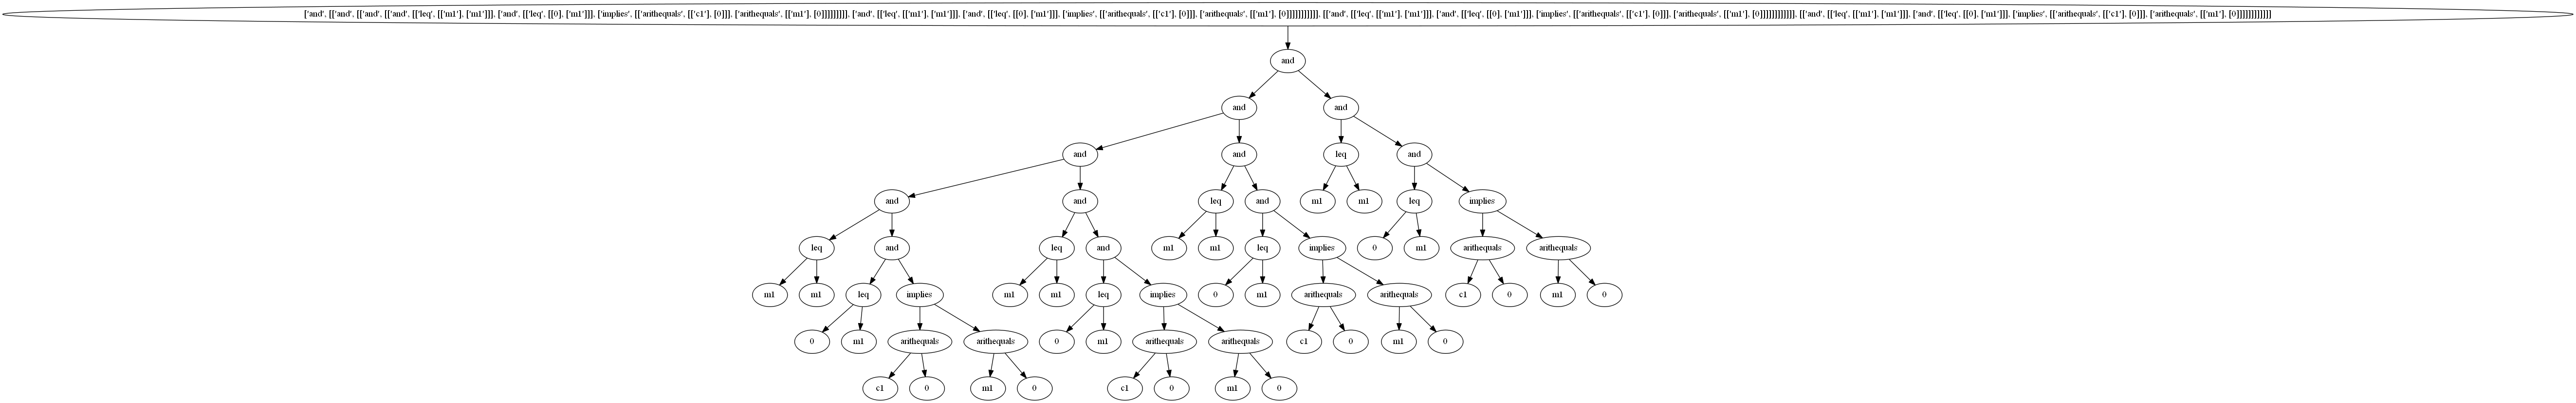 ['and', [['and', [['and', [['and', [['leq', [['m1'], ['m1']]], ['and', [['leq', [[0], ['m1']]], ['implies', [['arithequals', [['c1'], [0]]], ['arithequals', [['m1'], [0]]]]]]]]], ['and', [['leq', [['m1'], ['m1']]], ['and', [['leq', [[0], ['m1']]], ['implies', [['arithequals', [['c1'], [0]]], ['arithequals', [['m1'], [0]]]]]]]]]]], [['and', [['leq', [['m1'], ['m1']]], ['and', [['leq', [[0], ['m1']]], ['implies', [['arithequals', [['c1'], [0]]], ['arithequals', [['m1'], [0]]]]]]]]]]]], [['and', [['leq', [['m1'], ['m1']]], ['and', [['leq', [[0], ['m1']]], ['implies', [['arithequals', [['c1'], [0]]], ['arithequals', [['m1'], [0]]]]]]]]]]]]
and
and and
and and leq and
and and leq and m1 m1 leq implies
leq and leq and m1 m1 leq implies 0 m1 arithequals arithequals
m1 m1 leq implies m1 m1 leq implies 0 m1 arithequals arithequals c1 0 m1 0
0 m1 arithequals arithequals 0 m1 arithequals arithequals c1 0 m1 0
c1 0 m1 0 c1 0 m1 0